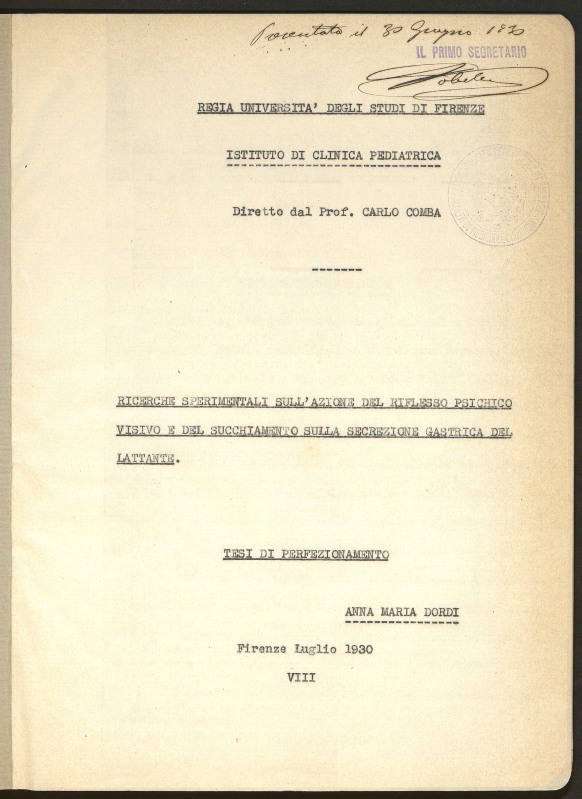 Presentato il 30 Giugno 1930
IL PRIMO SEGRETARIO
REGIA UNIVERSITA' DEGLI STUDI DI FIRENZE
ISTITUTO DI CLINICA PEDIATRICA
Diretto dal Prof. CARLO COMBA
RICERCHE SPERIMENTALI SULL'AZIONE DEL RIFLESSO PSICHICO
VISIVO E DEL SUCCHIAMENTO SULLA SECREZIONE GASTRICA DEL
LATTANTE.
TESI DI PERFEZIONAMENTO
ANNA MARIA DORDI
Firenze Luglio 1930
VIII